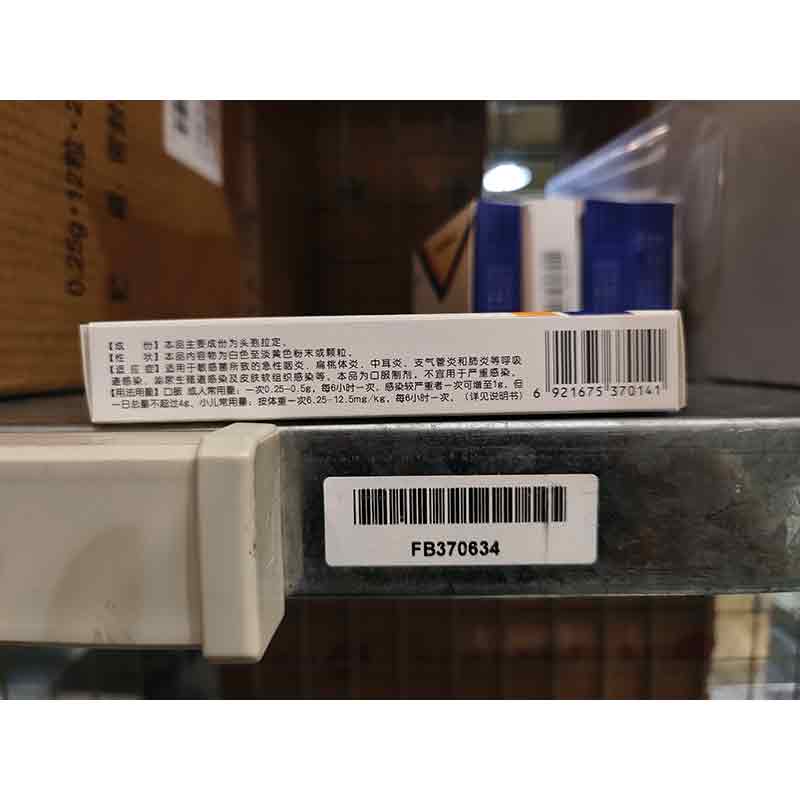 0.25g*12粒*2
【成　份】本品主要成份为头孢拉定。
【性　状】本品内容物为白色至淡黄色粉末或颗粒。
【适应症】适用于敏感菌所致的急性咽炎、扁桃体炎、中耳炎、支气管炎和肺炎等呼吸
道感染、泌尿生殖道感染及皮肤软组织感染等。本品为口服制剂，不宜用于严重感染。
【用法用量】口服 成人常用量：一次0.25-0.5g，每6小时一次，感染较严重者一次可增至1g，但
一日总量不超过4g。小儿常用量：按体重一次6.25-12.5mg/kg，每6小时一次。（详见说明书）
6 921675 370141
FB370634